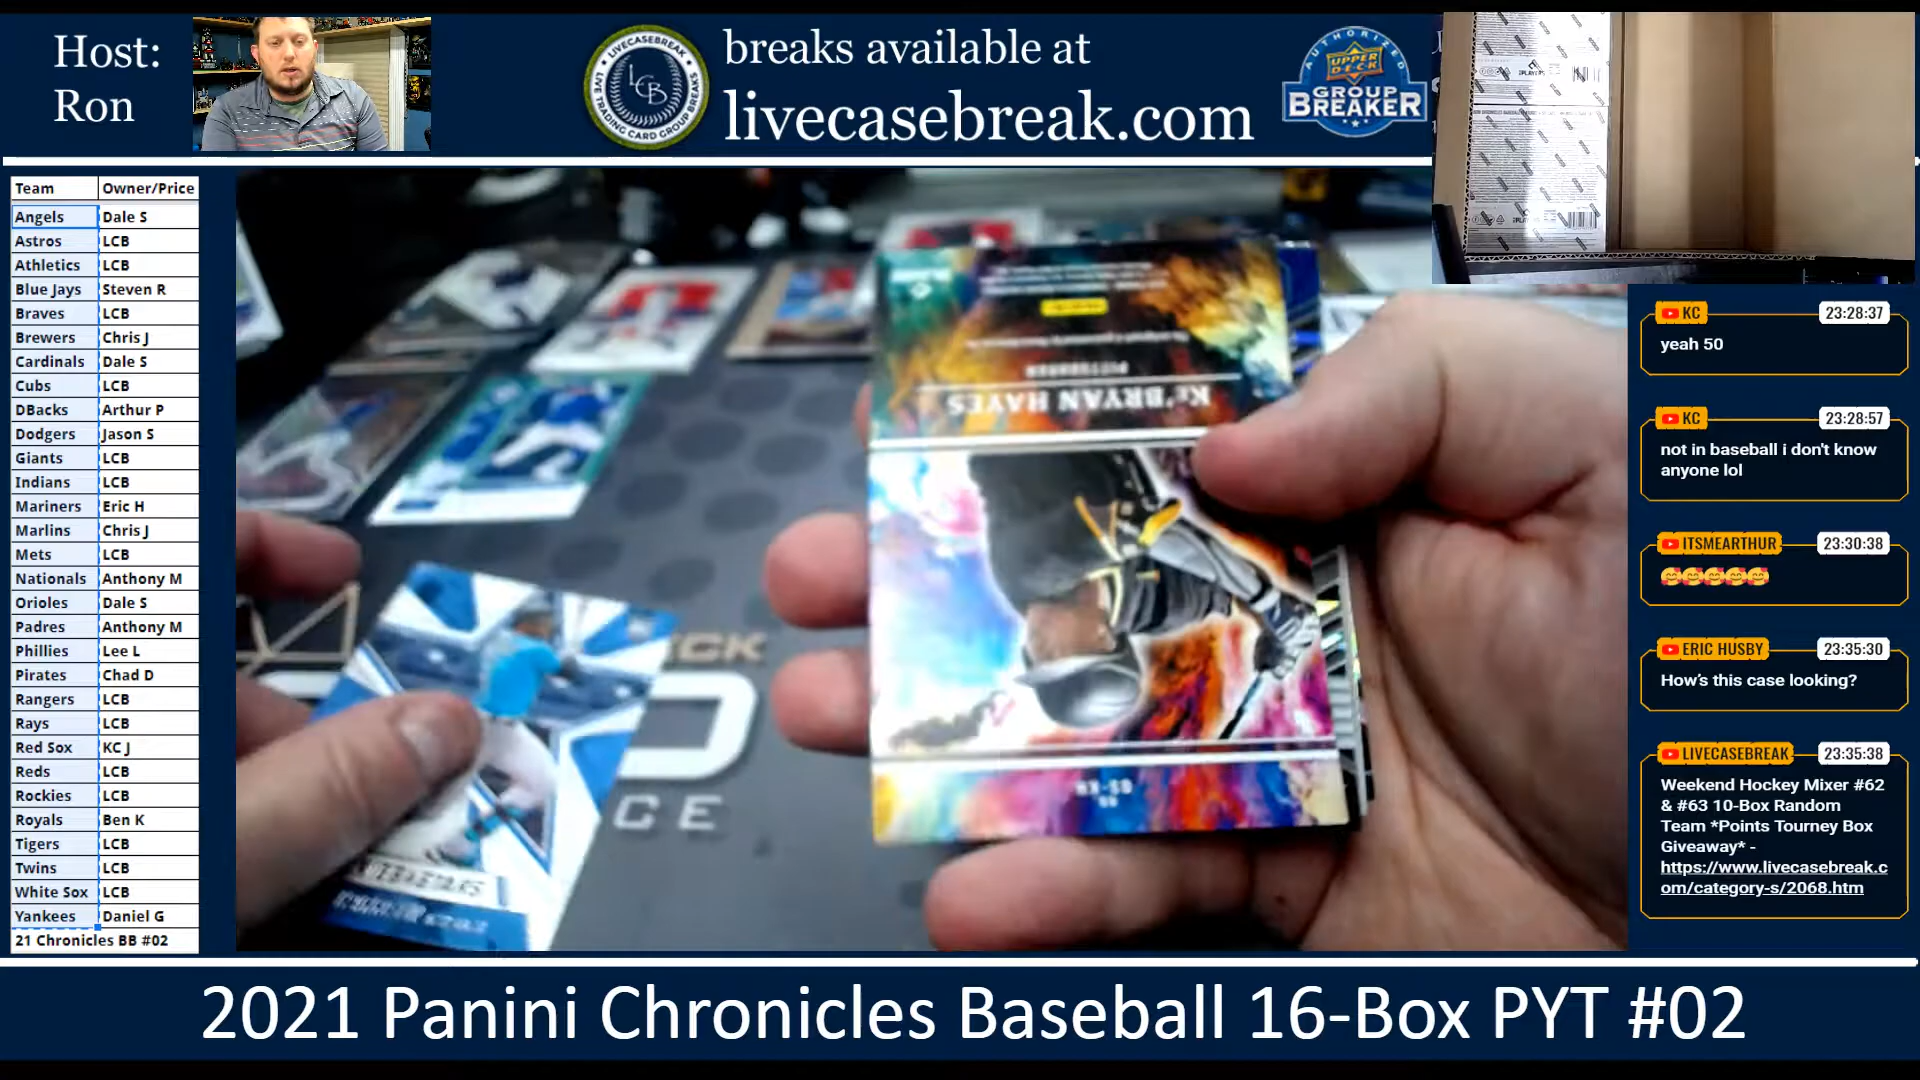 Host:
Ron
LIVECASEBREAK
LCB
LIVE TRADING CARD GROUP BREAKS
breaks available at
livecasebreak.com
AUTHORIZED
UPPER DECK
GROUP
BREAKER
Team Owner/Price
Angels Dale S
Astros LCB
Athletics LCB
Blue Jays Steven R
Braves LCB
Brewers Chris J
Cardinals Dale S
Cubs LCB
DBacks Arthur P
Dodgers Jason S
Giants LCB
Indians LCB
Mariners Eric H
Marlins Chris J
Mets LCB
Nationals Anthony M
Orioles Dale S
Padres Anthony M
Phillies Lee L
Pirates Chad D
Rangers LCB
Rays LCB
Red Sox KC J
Reds LCB
Rockies LCB
Royals Ben K
Tigers LCB
Twins LCB
White Sox LCB
Yankees Daniel G
21 Chronicles BB #02
PITTSBURGH
KE'BRYAN HAYES
GS-KH
KC 23:28:37
yeah 50
KC 23:28:57
not in baseball i don't know
anyone lol
ITSMEARTHUR 23:30:38
🥰🥰🥰🥰🥰
ERIC HUSBY 23:35:30
How's this case looking?
LIVECASEBREAK 23:35:38
Weekend Hockey Mixer #62
& #63 10-Box Random
Team *Points Tourney Box
Giveaway* -
https://www.livecasebreak.c
om/category-s/2068.htm
2021 Panini Chronicles Baseball 16-Box PYT #02